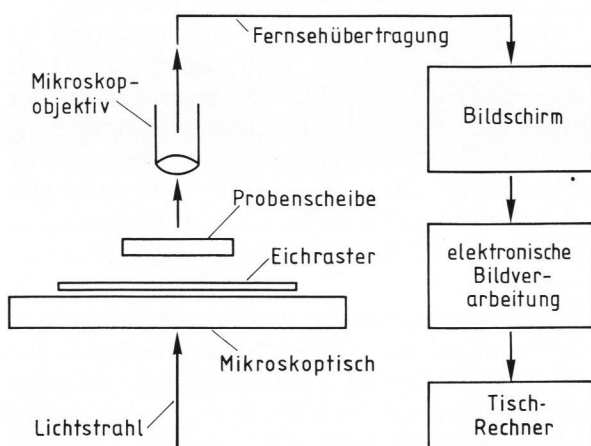 Fernsehübertragung
Mikroskop-
objektiv
Bildschirm
Probenscheibe
Eichraster
elektronische
Bildver-
arbeitung
Mikroskoptisch
Lichtstrahl
Tisch-
Rechner